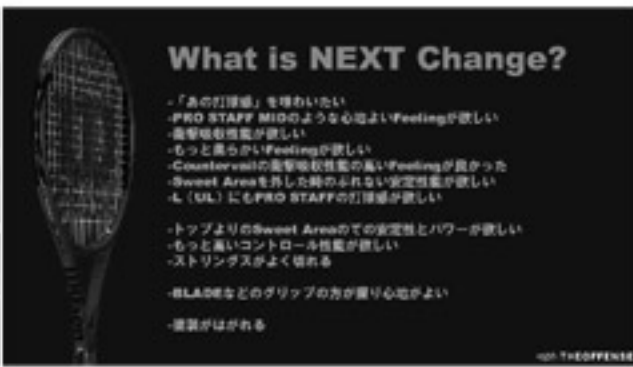 What is NEXT Change?
-「あの打球感」を味わいたい
-PRO STAFF MIDのような心地よいFeelingが欲しい
-衝撃吸収性能が欲しい
-もっと柔らかいFeelingが欲しい
-Countervailの衝撃吸収性能の高いFeelingが良かった
-Sweet Areaを外した時のぶれない安定性能が欲しい
-L（UL）にもPRO STAFFの打球感が欲しい
-トップよりのSweet Areaでの安定性とパワーが欲しい
-もっと高いコントロール性能が欲しい
-ストリングスがよく切れる
-BLADEなどのグリップの方が握り心地がよい
-塗装がはがれる
THEOFFENSE